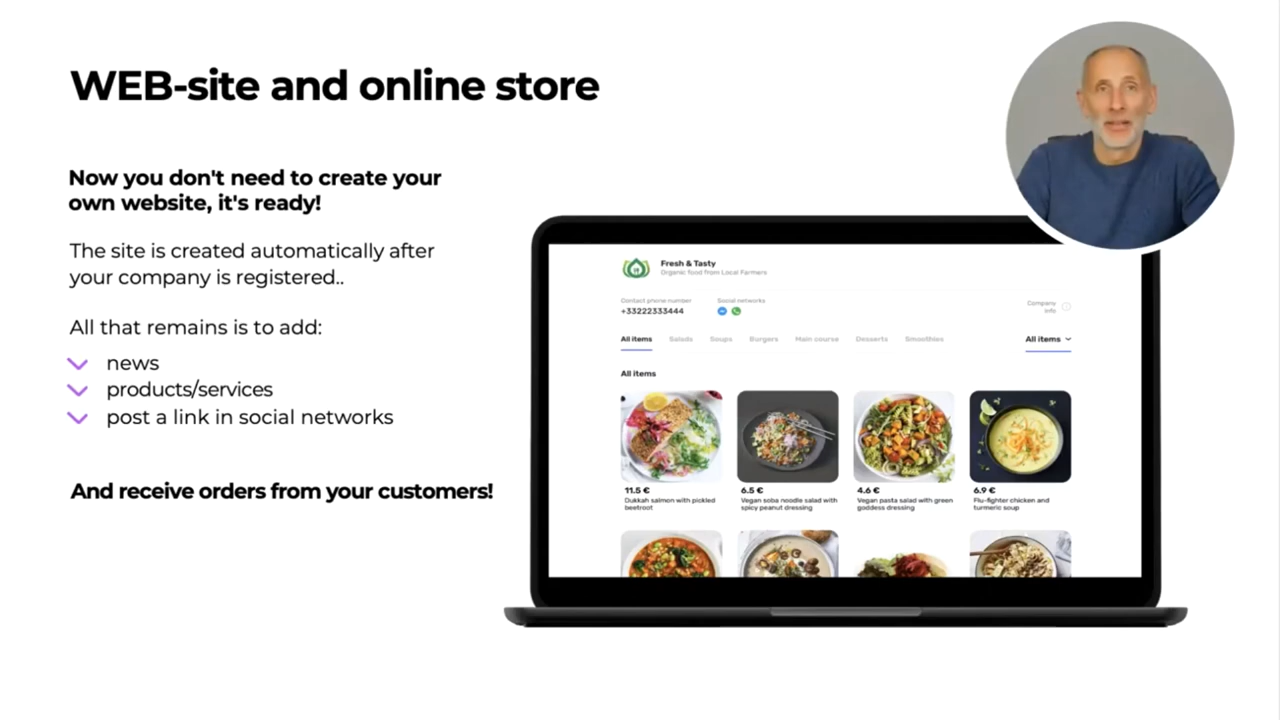 WEB-site and online store
Now you don't need to create your
own website, it's ready!
The site is created automatically after
your company is registered..
All that remains is to add:
news
products/services
post a link in social networks
And receive orders from your customers!
Fresh & Tasty
Organic food from Local Farmers
Contact phone number
+33222333444
Social networks
Company
info
All items Salads Soups Burgers Main course Desserts Smoothies
All items
All items
11.5 €
Dukkah salmon with pickled
beetroot
6.5 €
Vegan soba noodle salad with
spicy peanut dressing
4.6 €
Vegan pasta salad with green
goddess dressing
6.9 €
Flu-fighter chicken and
turmeric soup